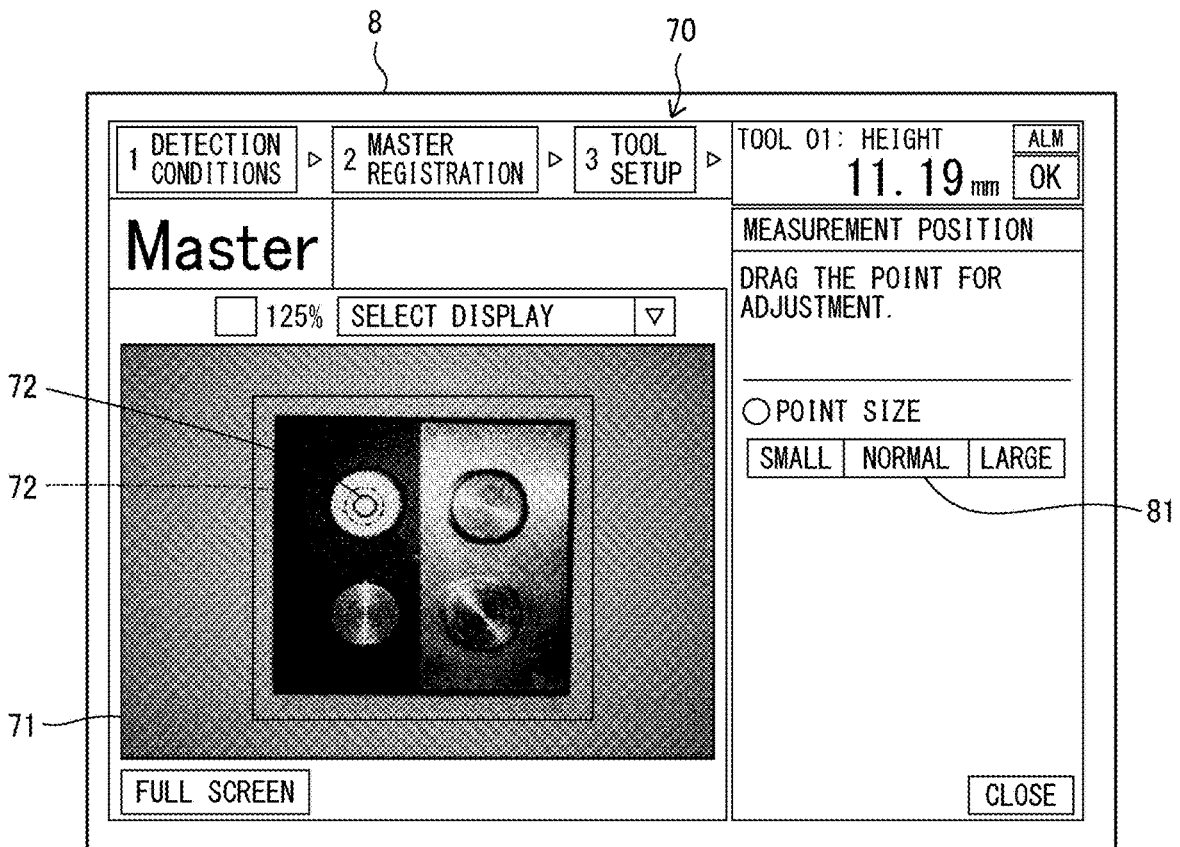 8
70
1 DETECTION CONDITIONS ▷ 2 MASTER REGISTRATION ▷ 3 TOOL SETUP ▷
TOOL 01: HEIGHT
ALM
11.19mm
OK
Master
MEASUREMENT POSITION
DRAG THE POINT FOR
ADJUSTMENT.
125% SELECT DISPLAY ▽
72
72
POINT SIZE
SMALL NORMAL LARGE
81
71
FULL SCREEN
CLOSE